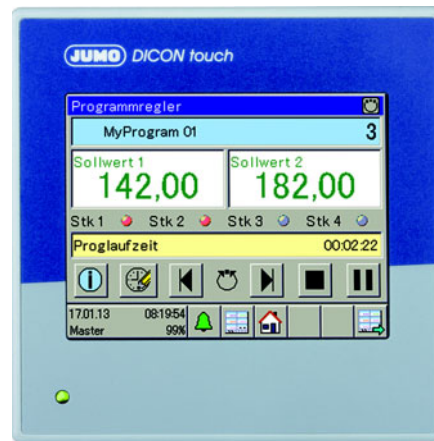 JUMO DICON touch
Programmregler
MyProgram 01 3
Sollwert 1 Sollwert 2
142,00 182,00
Stk1 Stk2 Stk3 Stk4
Proglaufzeit 00:02:22
17.01.13 08:19:54
Master 99%